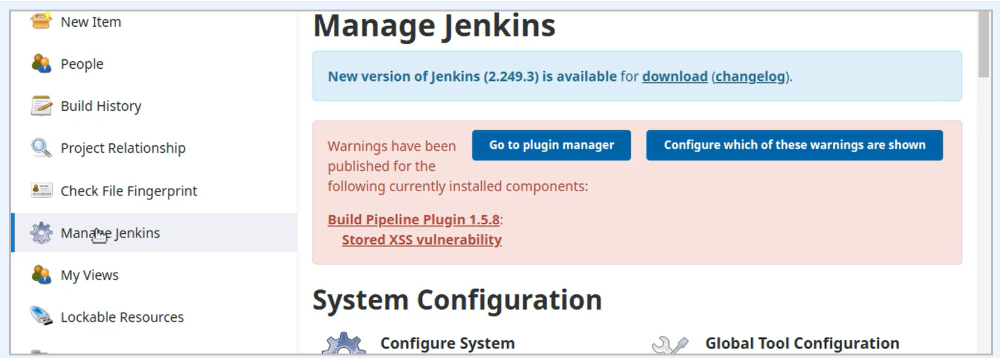 New Item
People
Build History
Project Relationship
Check File Fingerprint
Manage Jenkins
My Views
Lockable Resources
Manage Jenkins
New version of Jenkins (2.249.3) is available for download (changelog).
Warnings have been
published for the
following currently installed components:
Go to plugin manager
Configure which of these warnings are shown
Build Pipeline Plugin 1.5.8:
Stored XSS vulnerability
System Configuration
Configure System
Global Tool Configuration